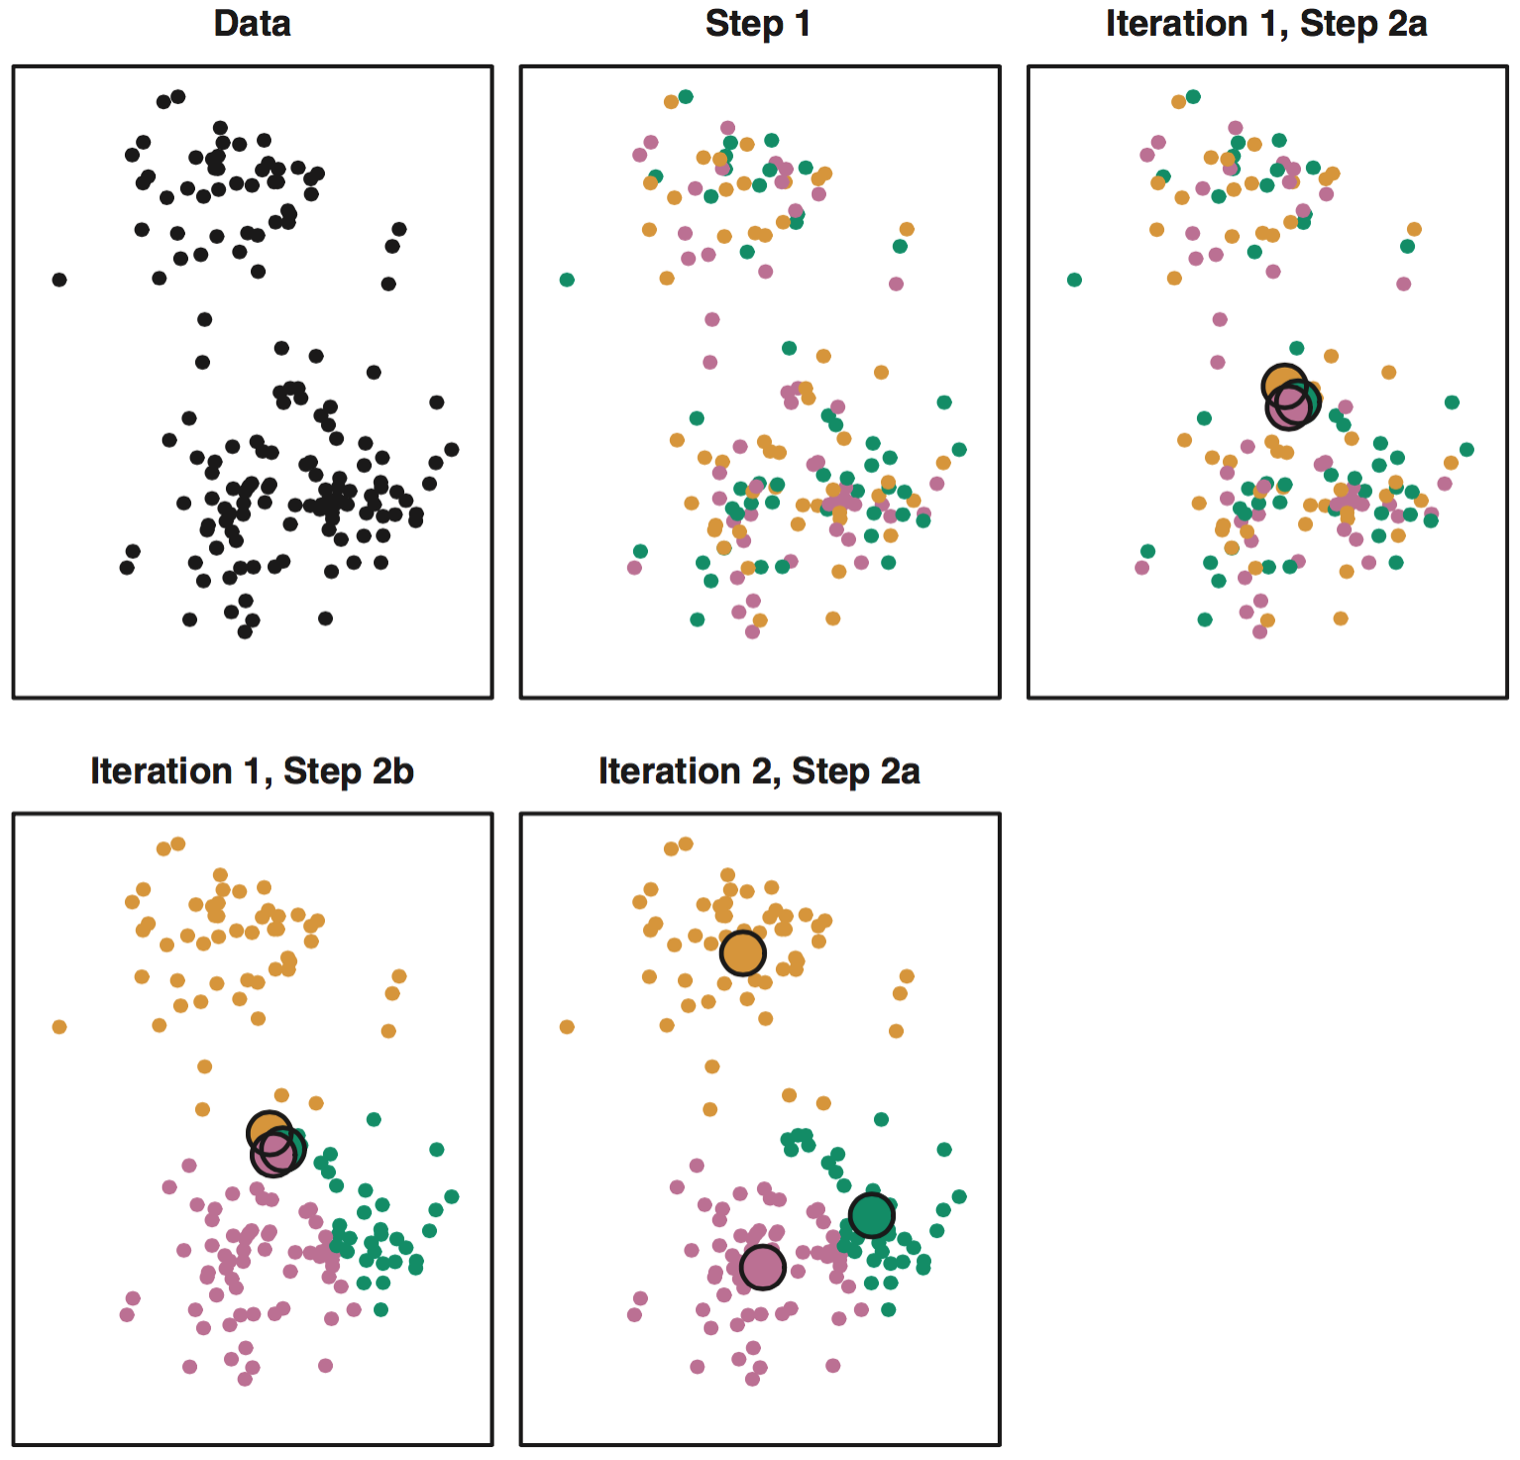 Data
Step 1
Iteration 1, Step 2a
Iteration 1, Step 2b
Iteration 2, Step 2a